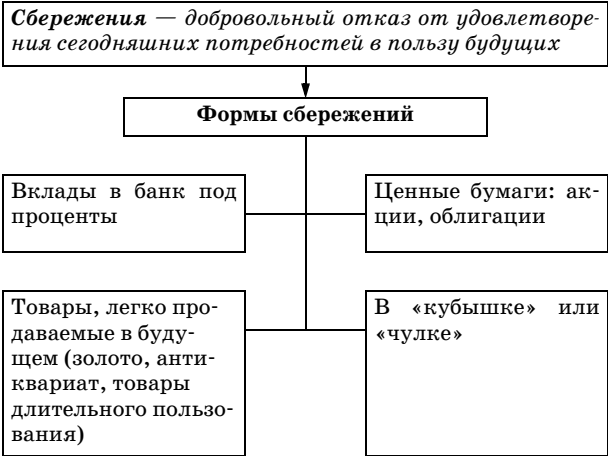 Сбережения — добровольный отказ от удовлетворе-
ния сегодняшних потребностей в пользу будущих
Формы сбережений
Вклады в банк под
проценты
Ценные бумаги: ак-
ции, облигации
Товары, легко про-
даваемые в буду-
щем (золото, анти-
квариат, товары
длительного пользо-
вания)
В «кубышке» или
«чулке»